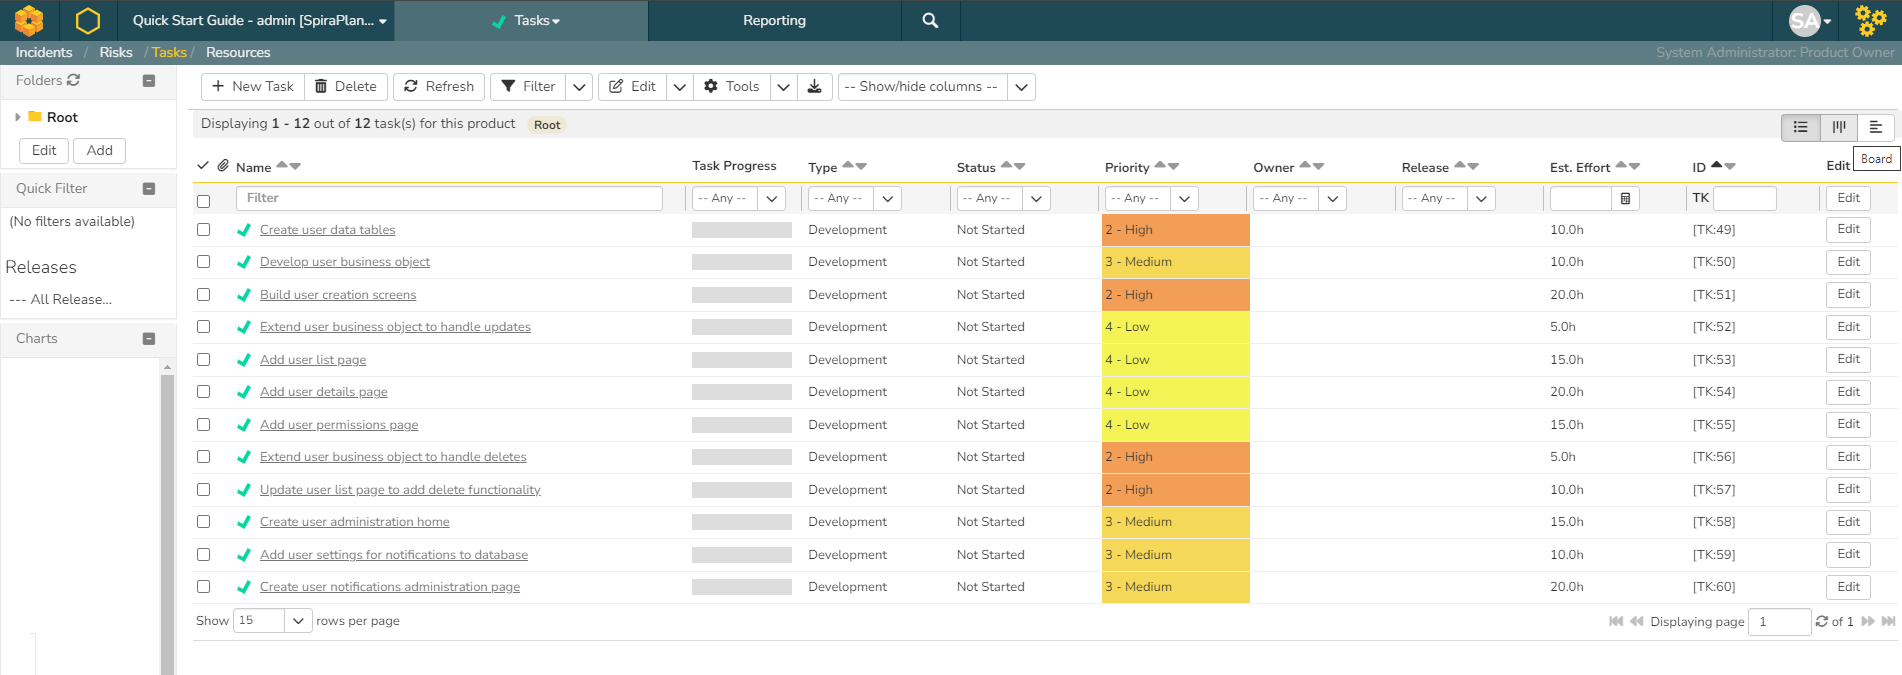 Quick Start Guide - admin [SpiraPlan... Tasks Reporting SA
Incidents / Risks / Tasks / Resources System Administrator: Product Owner
Folders
Root
Edit Add
Quick Filter
(No filters available)
Releases
--- All Release...
Charts
New Task Delete Refresh Filter Edit Tools -- Show/hide columns --
Displaying 1 - 12 out of 12 task(s) for this product Root
Board
Name Task Progress Type Status Priority Owner Release Est. Effort ID Edit
Filter -- Any -- -- Any -- -- Any -- -- Any -- -- Any -- -- Any -- TK Edit
Create user data tables Development Not Started 2 - High 10.0h [TK:49] Edit
Develop user business object Development Not Started 3 - Medium 10.0h [TK:50] Edit
Build user creation screens Development Not Started 2 - High 20.0h [TK:51] Edit
Extend user business object to handle updates Development Not Started 4 - Low 5.0h [TK:52] Edit
Add user list page Development Not Started 4 - Low 15.0h [TK:53] Edit
Add user details page Development Not Started 4 - Low 20.0h [TK:54] Edit
Add user permissions page Development Not Started 4 - Low 15.0h [TK:55] Edit
Extend user business object to handle deletes Development Not Started 2 - High 5.0h [TK:56] Edit
Update user list page to add delete functionality Development Not Started 2 - High 10.0h [TK:57] Edit
Create user administration home Development Not Started 3 - Medium 15.0h [TK:58] Edit
Add user settings for notifications to database Development Not Started 3 - Medium 10.0h [TK:59] Edit
Create user notifications administration page Development Not Started 3 - Medium 20.0h [TK:60] Edit
Show 15 rows per page Displaying page 1 of 1